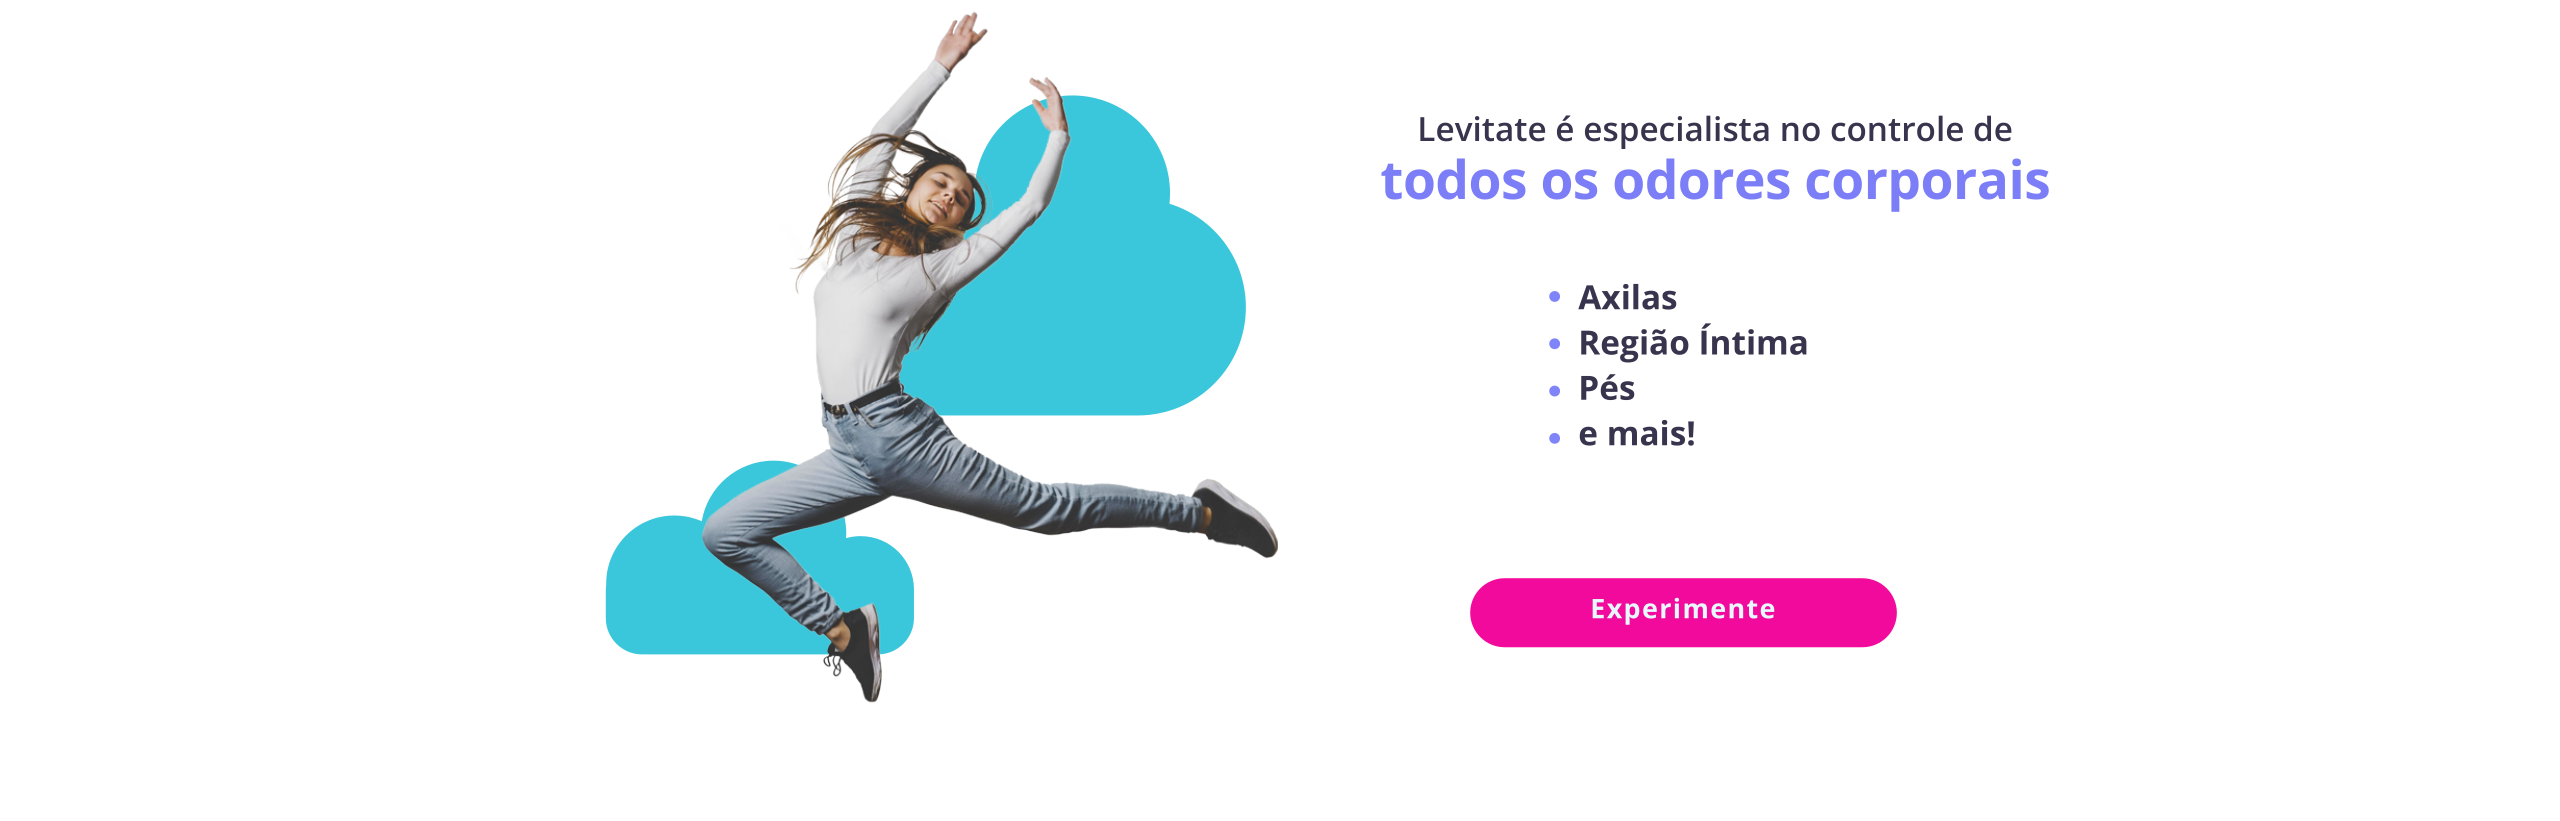 Levitate é especialista no controle de
todos os odores corporais
Axilas
Região Íntima
Pés
e mais!
Experimente